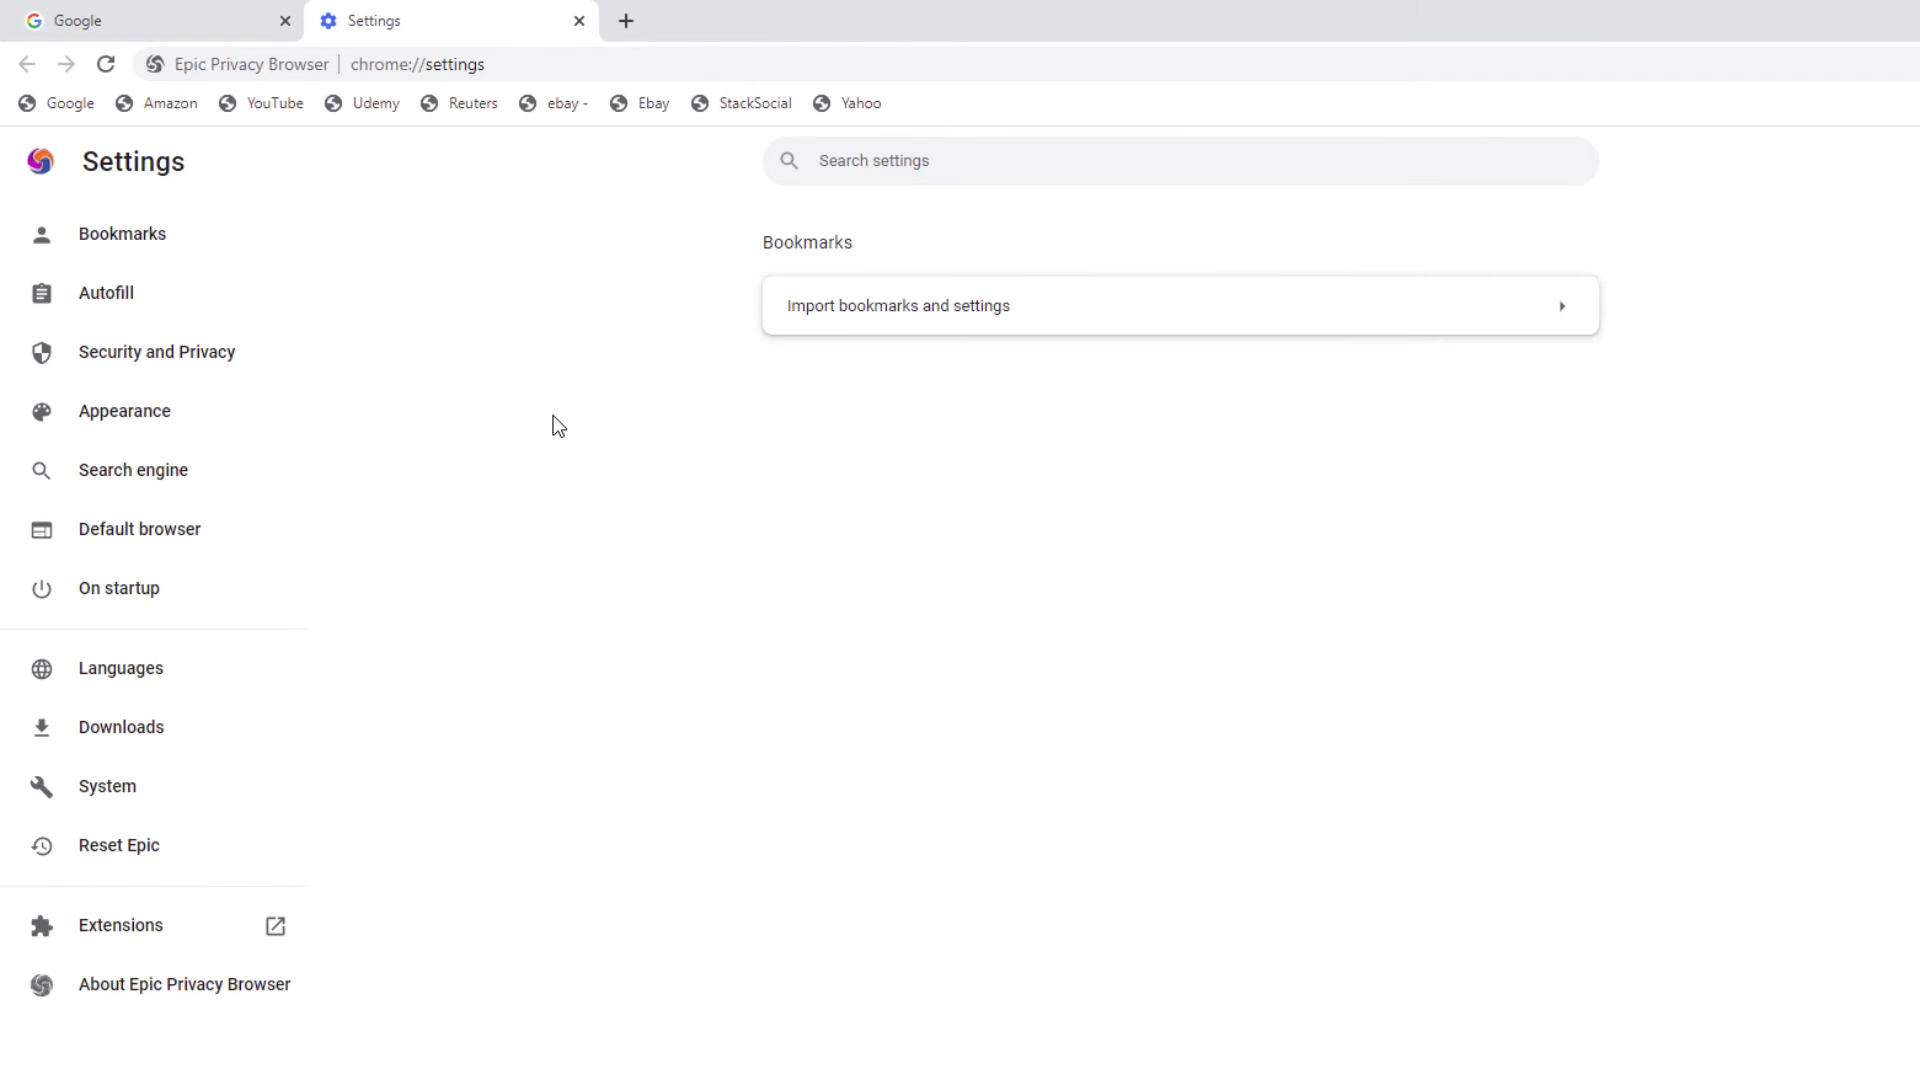 Google
Settings
Epic Privacy Browser | chrome://settings
Google Amazon YouTube Udemy Reuters ebay - Ebay StackSocial Yahoo
Settings
Search settings
Bookmarks
Autofill
Security and Privacy
Appearance
Search engine
Default browser
On startup
Languages
Downloads
System
Reset Epic
Extensions
About Epic Privacy Browser
Bookmarks
Import bookmarks and settings